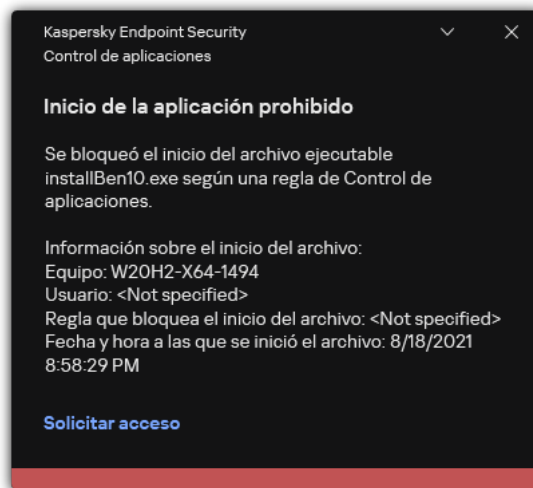 Kaspersky Endpoint Security
Control de aplicaciones
Inicio de la aplicación prohibido
Se bloqueó el inicio del archivo ejecutable
installBen10.exe según una regla de Control de
aplicaciones.
Información sobre el inicio del archivo:
Equipo: W20H2-X64-1494
Usuario: <Not specified>
Regla que bloquea el inicio del archivo: <Not specified>
Fecha y hora a las que se inició el archivo: 8/18/2021
8:58:29 PM
Solicitar acceso